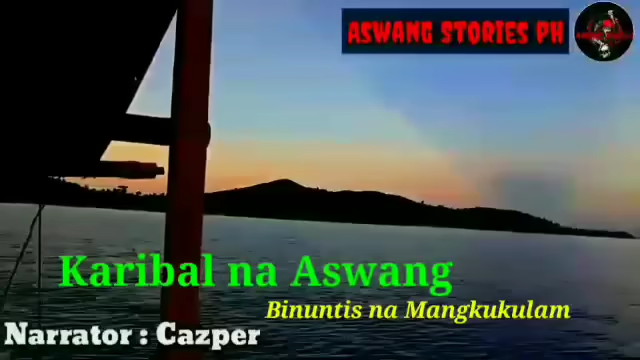 ASWANG STORIES PH
Karibal na Aswang
Binuntis na Mangkukulam
Narrator : Cazper